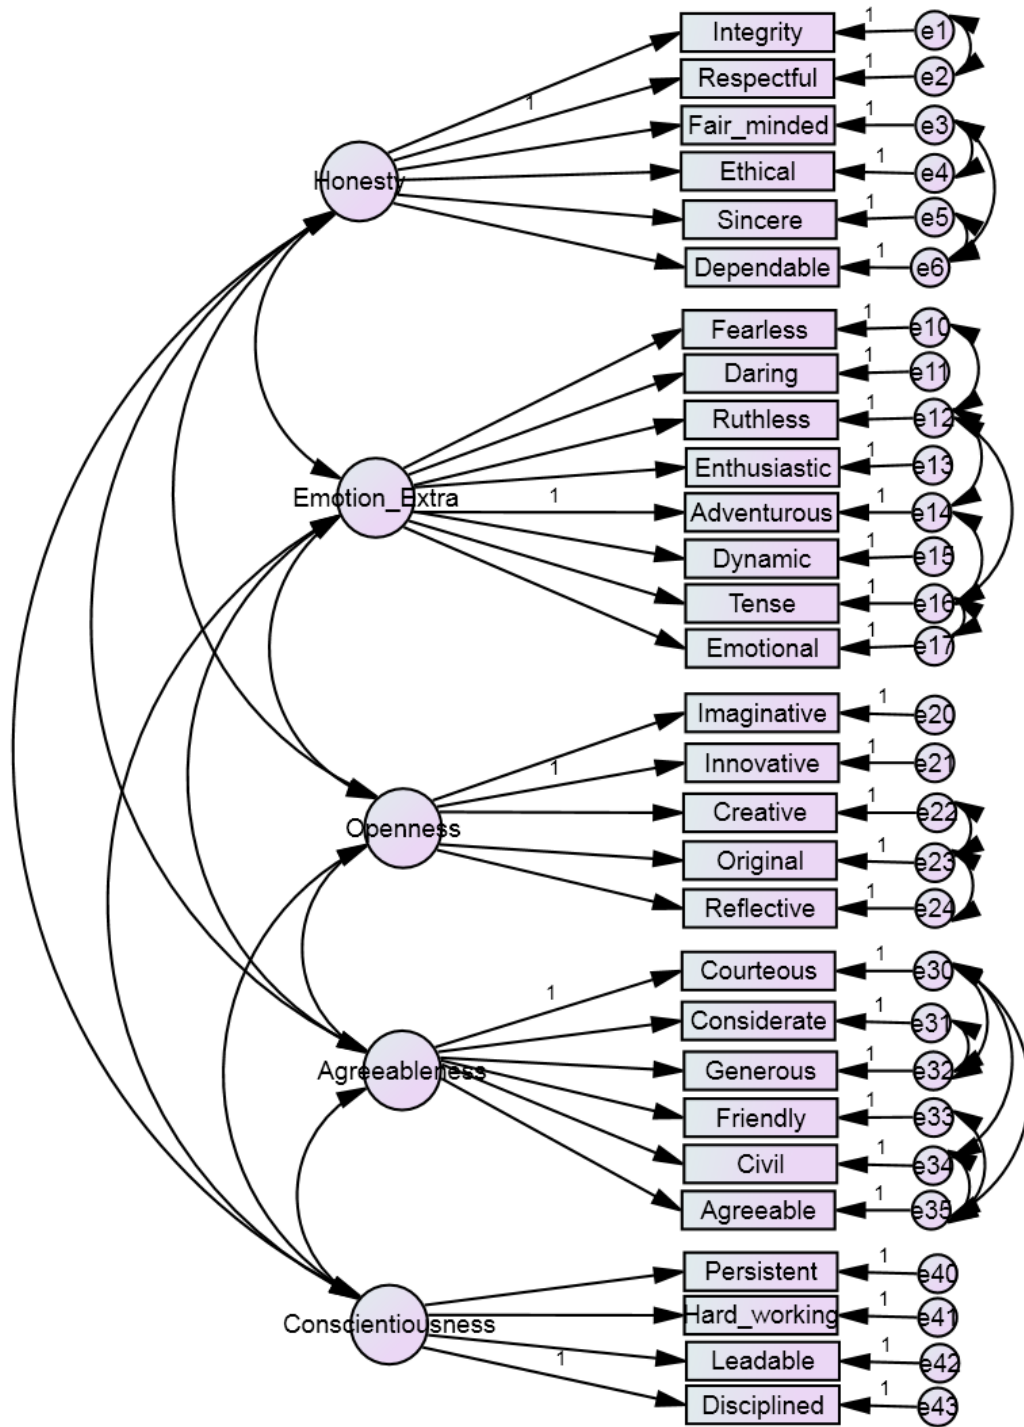 Integrity 1 e1
Respectful 1 e2
1
Fair_minded 1 e3
Honesty
Ethical 1 e4
Sincere 1 e5
Dependable 1 e6
Fearless 1 e10
Daring 1 e11
Ruthless 1 e12
Enthusiastic 1 e13
Emotion_Extra
1
Adventurous 1 e14
Dynamic 1 e15
Tense 1 e16
Emotional 1 e17
Imaginative 1 e20
Innovative 1 e21
1
Creative 1 e22
Openness
Original 1 e23
Reflective 1 e24
Courteous 1 e30
1
Considerate 1 e31
Agreeableness
Generous 1 e32
Friendly 1 e33
Civil 1 e34
Agreeable 1 e35
Persistent 1 e40
Hard_working 1 e41
Conscientiousness
Leadable 1 e42
1
Disciplined 1 e43